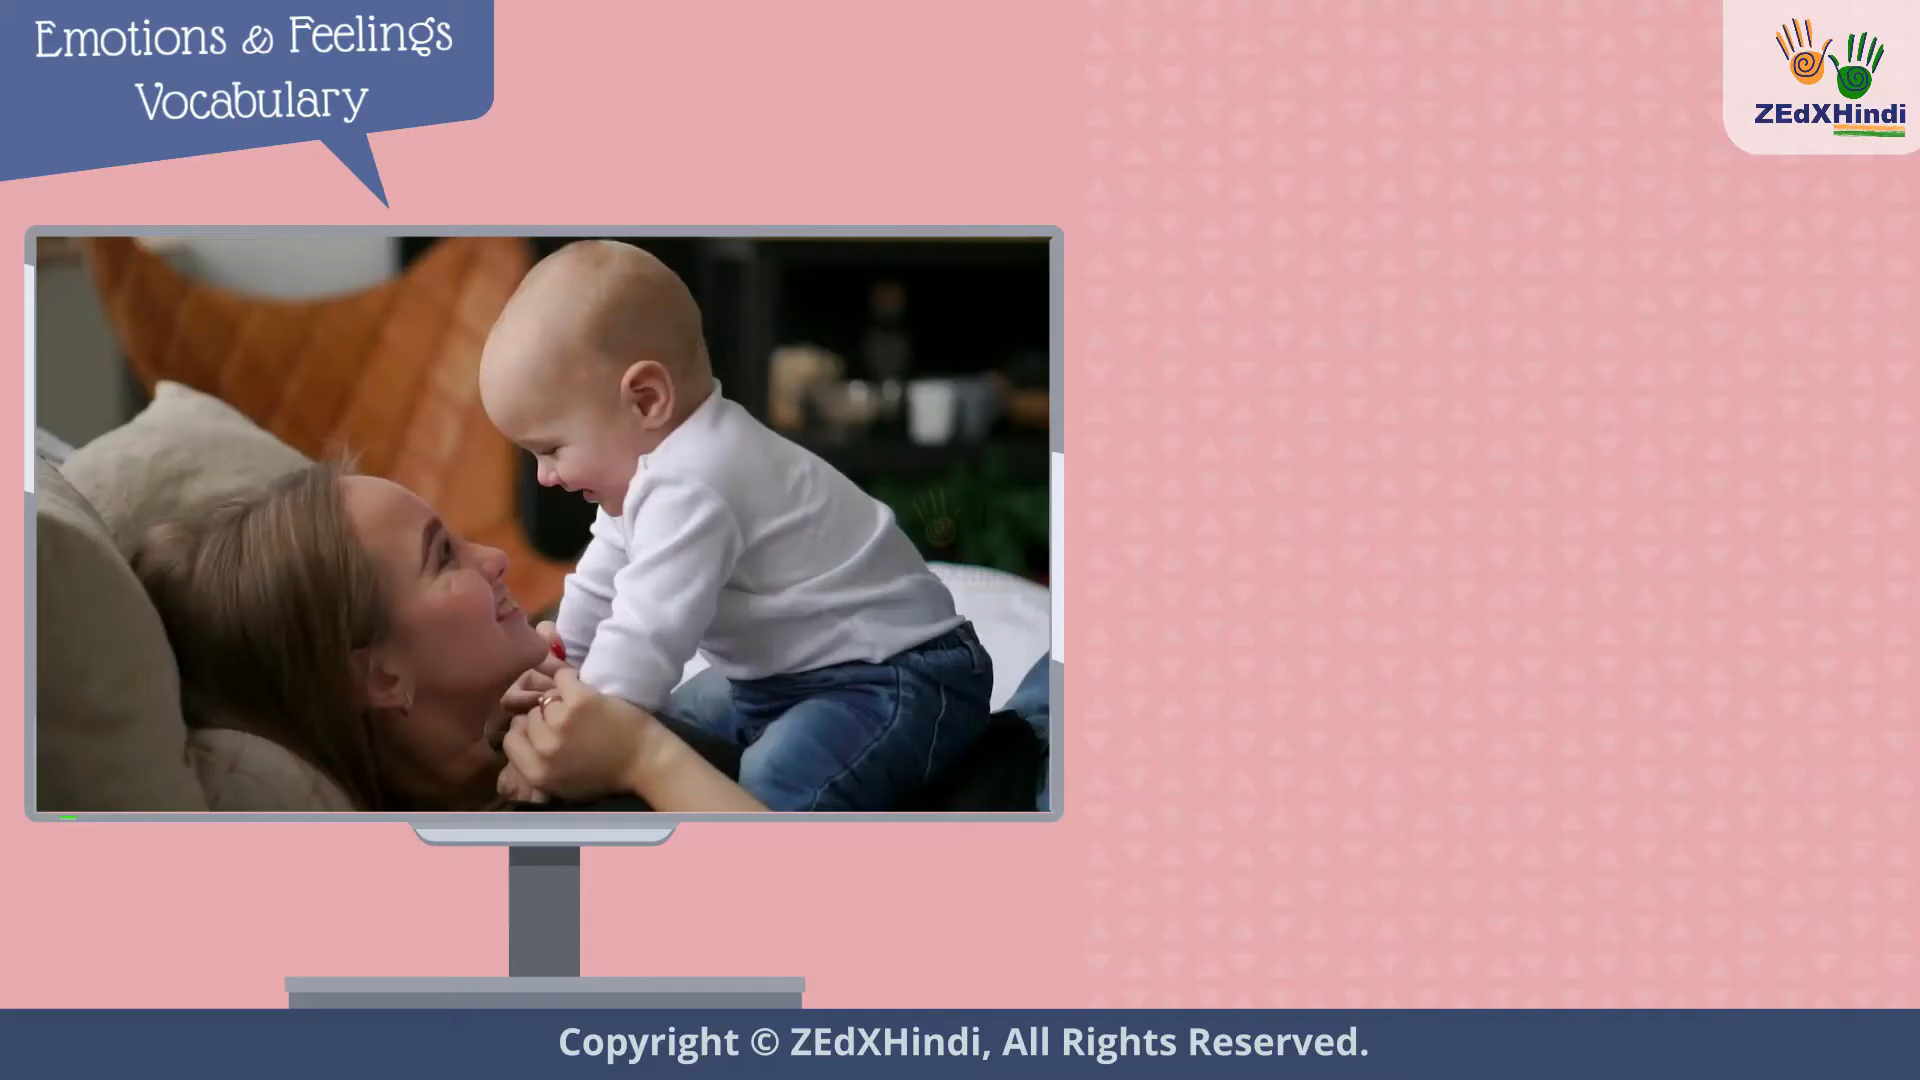 Emotions & Feelings
Vocabulary
ZEdXHindi
Copyright © ZEdXHindi, All Rights Reserved.